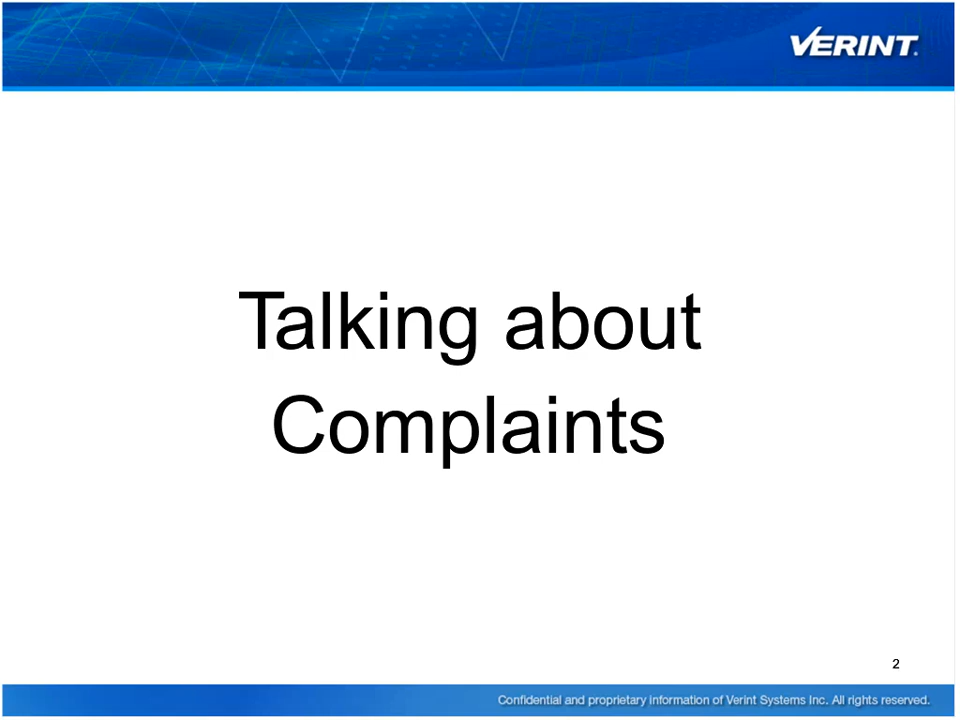 VERINT.
Talking about
Complaints
2
Confidential and proprietary information of Verint Systems Inc. All rights reserved.